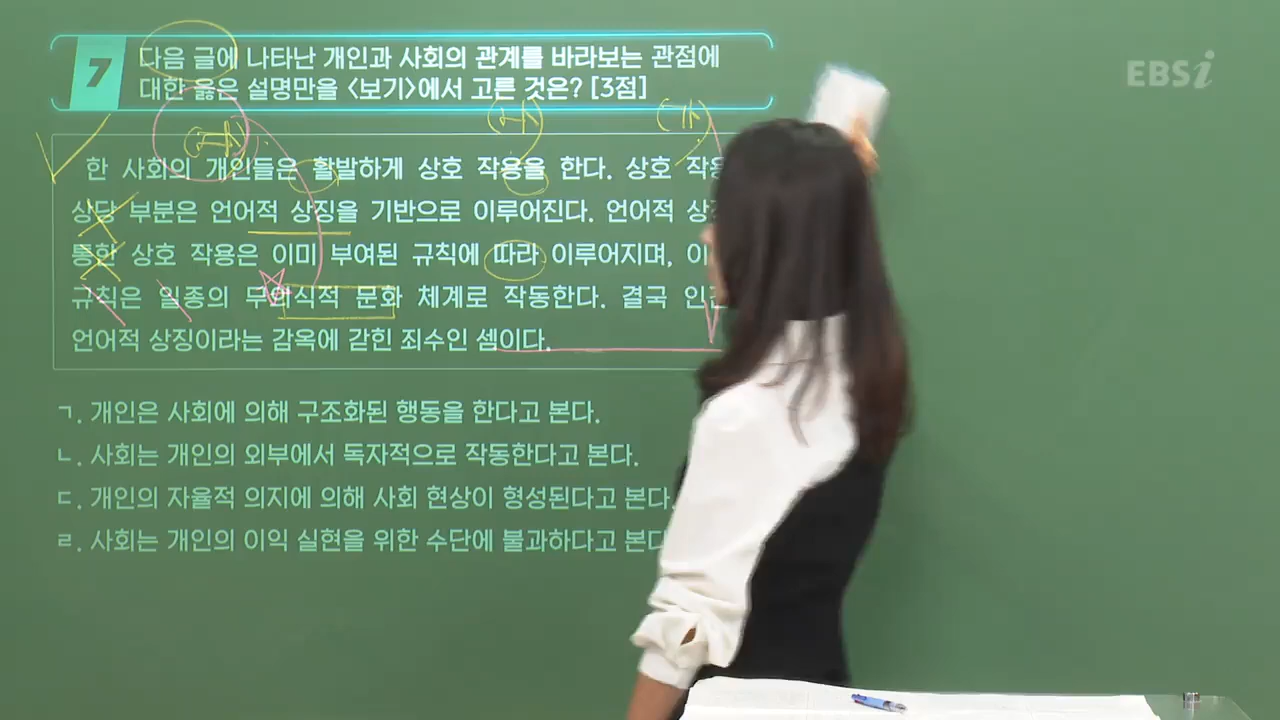 7
다음 글에 나타난 개인과 사회의 관계를 바라보는 관점에
대한 옳은 설명만을 <보기>에서 고른 것은? [3점]
EBSi
한 사회의 개인들은 활발하게 상호 작용을 한다. 상호 작용
상당 부분은 언어적 상징을 기반으로 이루어진다. 언어적
통한 상호 작용은 이미 부여된 규칙에 따라 이루어지며,
규칙은 일종의 무의식적 문화 체계로 작동한다. 결국
언어적 상징이라는 감옥에 갇힌 죄수인 셈이다.
ㄱ. 개인은 사회에 의해 구조화된 행동을 한다고 본다.
ㄴ. 사회는 개인의 외부에서 독자적으로 작동한다고 본다.
ㄷ. 개인의 자율적 의지에 의해 사회 현상이 형성된다고 본다.
ㄹ. 사회는 개인의 이익 실현을 위한 수단에 불과하다고 본다